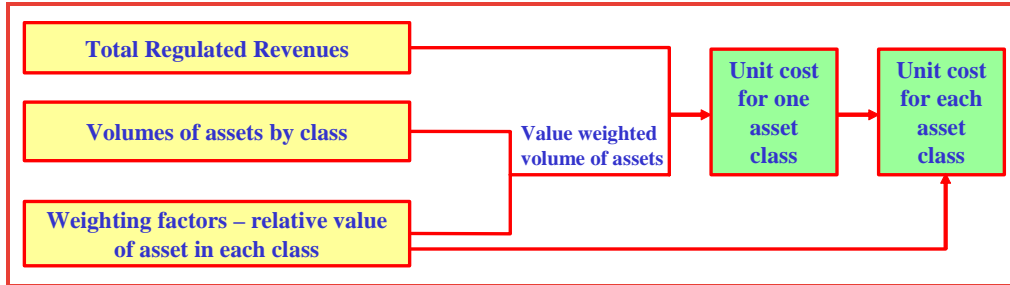 Total Regulated Revenues
Volumes of assets by class
Weighting factors – relative value
of asset in each class
Value weighted
volume of assets
Unit cost
for one
asset
class
Unit cost
for each
asset
class